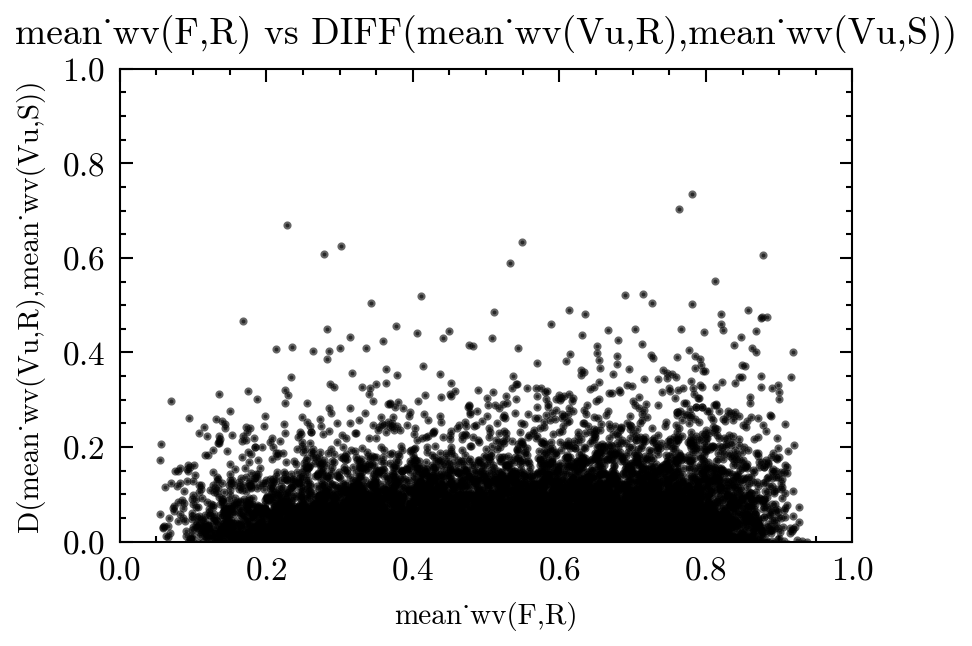 mean˙wv(F,R) vs DIFF(mean˙wv(Vu,R),mean˙wv(Vu,S))
D(mean˙wv(Vu,R),mean˙wv(Vu,S))
1.0
0.8
0.6
0.4
0.2
0.0
0.0 0.2 0.4 0.6 0.8 1.0
mean˙wv(F,R)